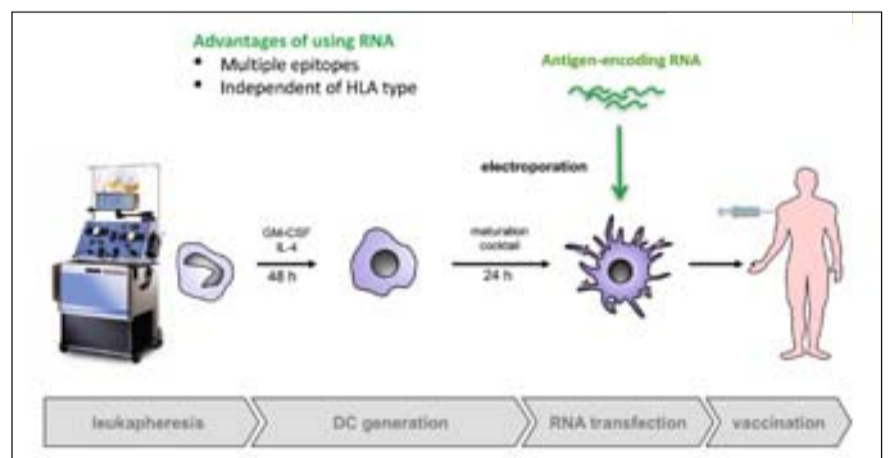 Advantages of using RNA
• Multiple epitopes
• Independent of HLA type
Antigen-encoding RNA
electroporation
GM-CSF
IL-4
48 h
maturation
cocktail
24 h
leukapheresis
DC generation
RNA transfection
vaccination